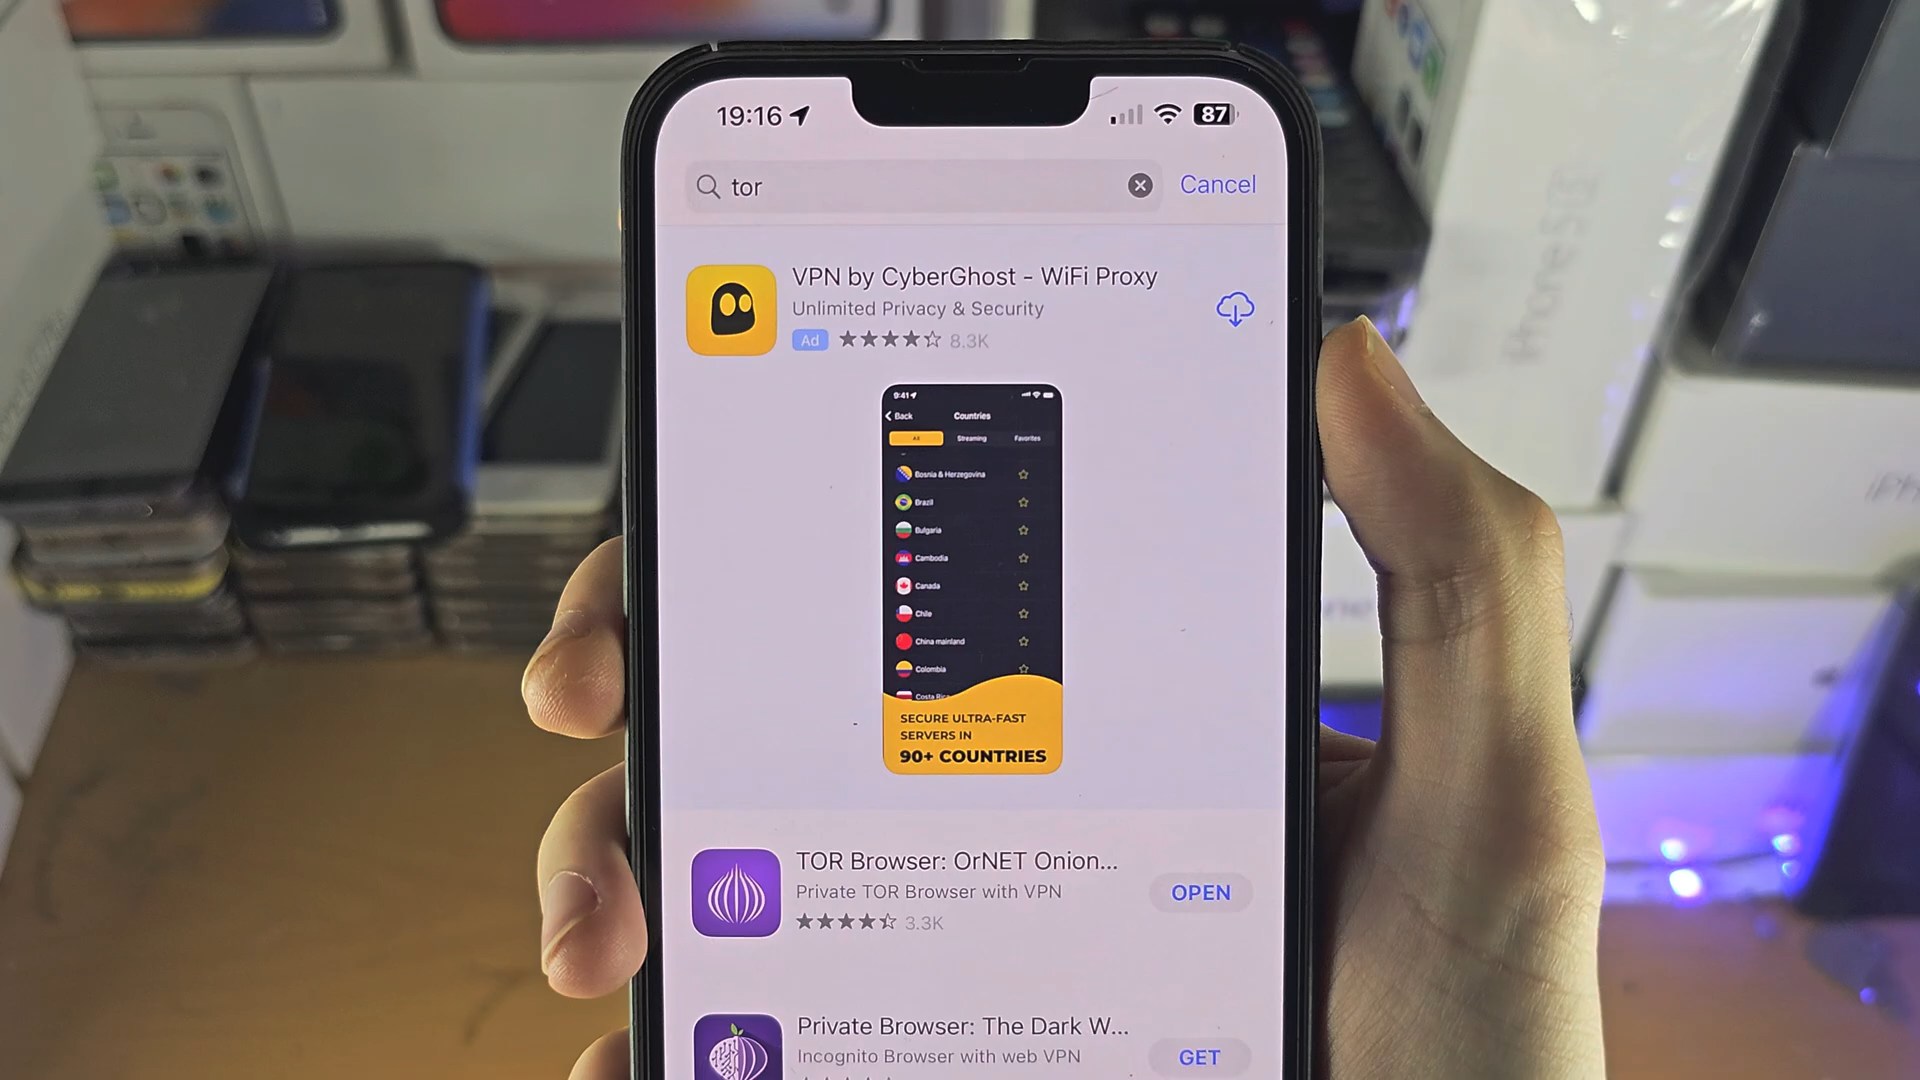 19:16
87
tor
Cancel
VPN by CyberGhost - WiFi Proxy
Unlimited Privacy & Security
Ad 8.3K
9:41
Back Countries
All Streaming Favorites
Bosnia & Herzegovina
Brazil
Bulgaria
Cambodia
Canada
Chile
China mainland
Colombia
Costa Rica
SECURE ULTRA-FAST
SERVERS IN
90+ COUNTRIES
TOR Browser: OrNET Onion...
Private TOR Browser with VPN
OPEN
3.3K
Private Browser: The Dark W...
Incognito Browser with web VPN
GET
iPhone